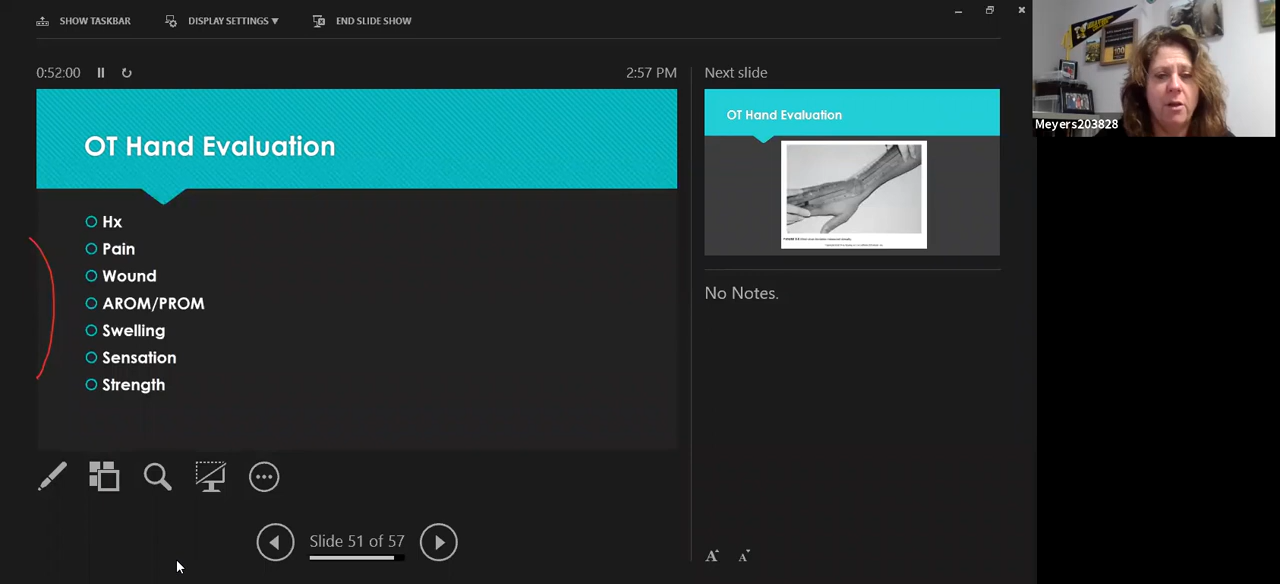 SHOW TASKBAR
DISPLAY SETTINGS ▼
END SLIDE SHOW
0:52:00
2:57 PM
Next slide
OT Hand Evaluation
Hx
Pain
Wound
AROM/PROM
Swelling
Sensation
Strength
Slide 51 of 57
OT Hand Evaluation
No Notes.
A
A
Meyers203828
100